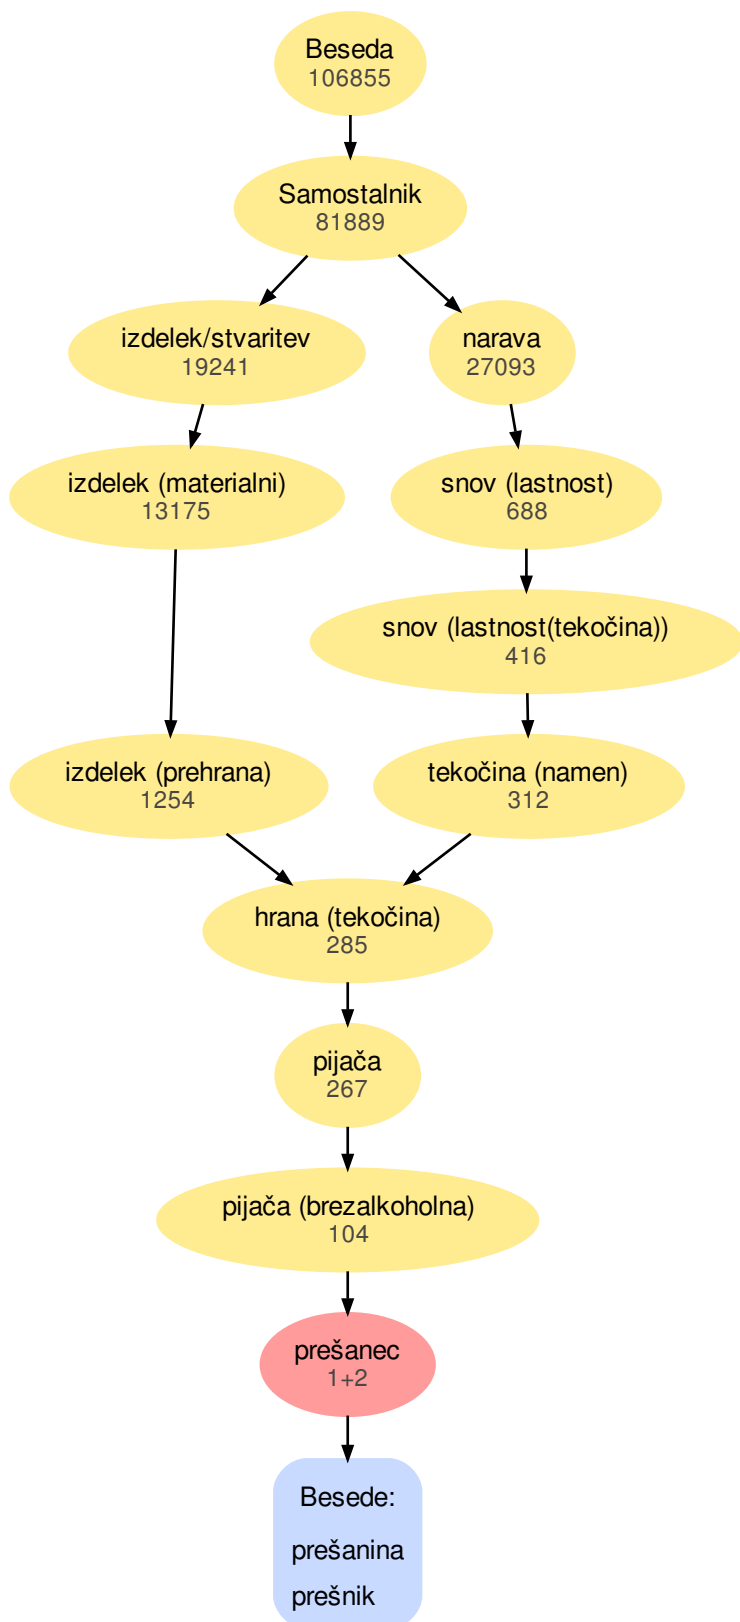 Beseda
106855
Samostalnik
81889
izdelek/stvaritev
19241
narava
27093
izdelek (materialni)
13175
snov (lastnost)
688
snov (lastnost(tekočina))
416
izdelek (prehrana)
1254
tekočina (namen)
312
hrana (tekočina)
285
pijača
267
pijača (brezalkoholna)
104
prešanec
1+2
Besede:
prešanina
prešnik